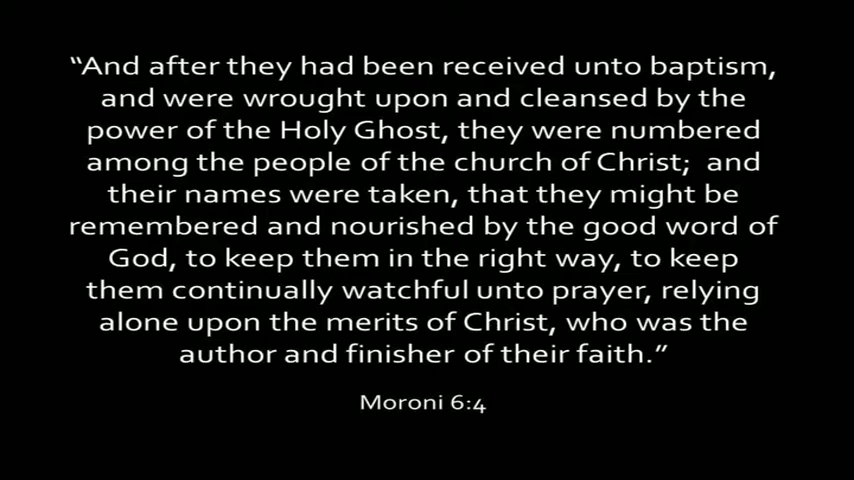 “And after they had been received unto baptism,
and were wrought upon and cleansed by the
power of the Holy Ghost, they were numbered
among the people of the church of Christ;  and
their names were taken, that they might be
remembered and nourished by the good word of
God, to keep them in the right way, to keep
them continually watchful unto prayer, relying
alone upon the merits of Christ, who was the
author and finisher of their faith.”
Moroni 6:4